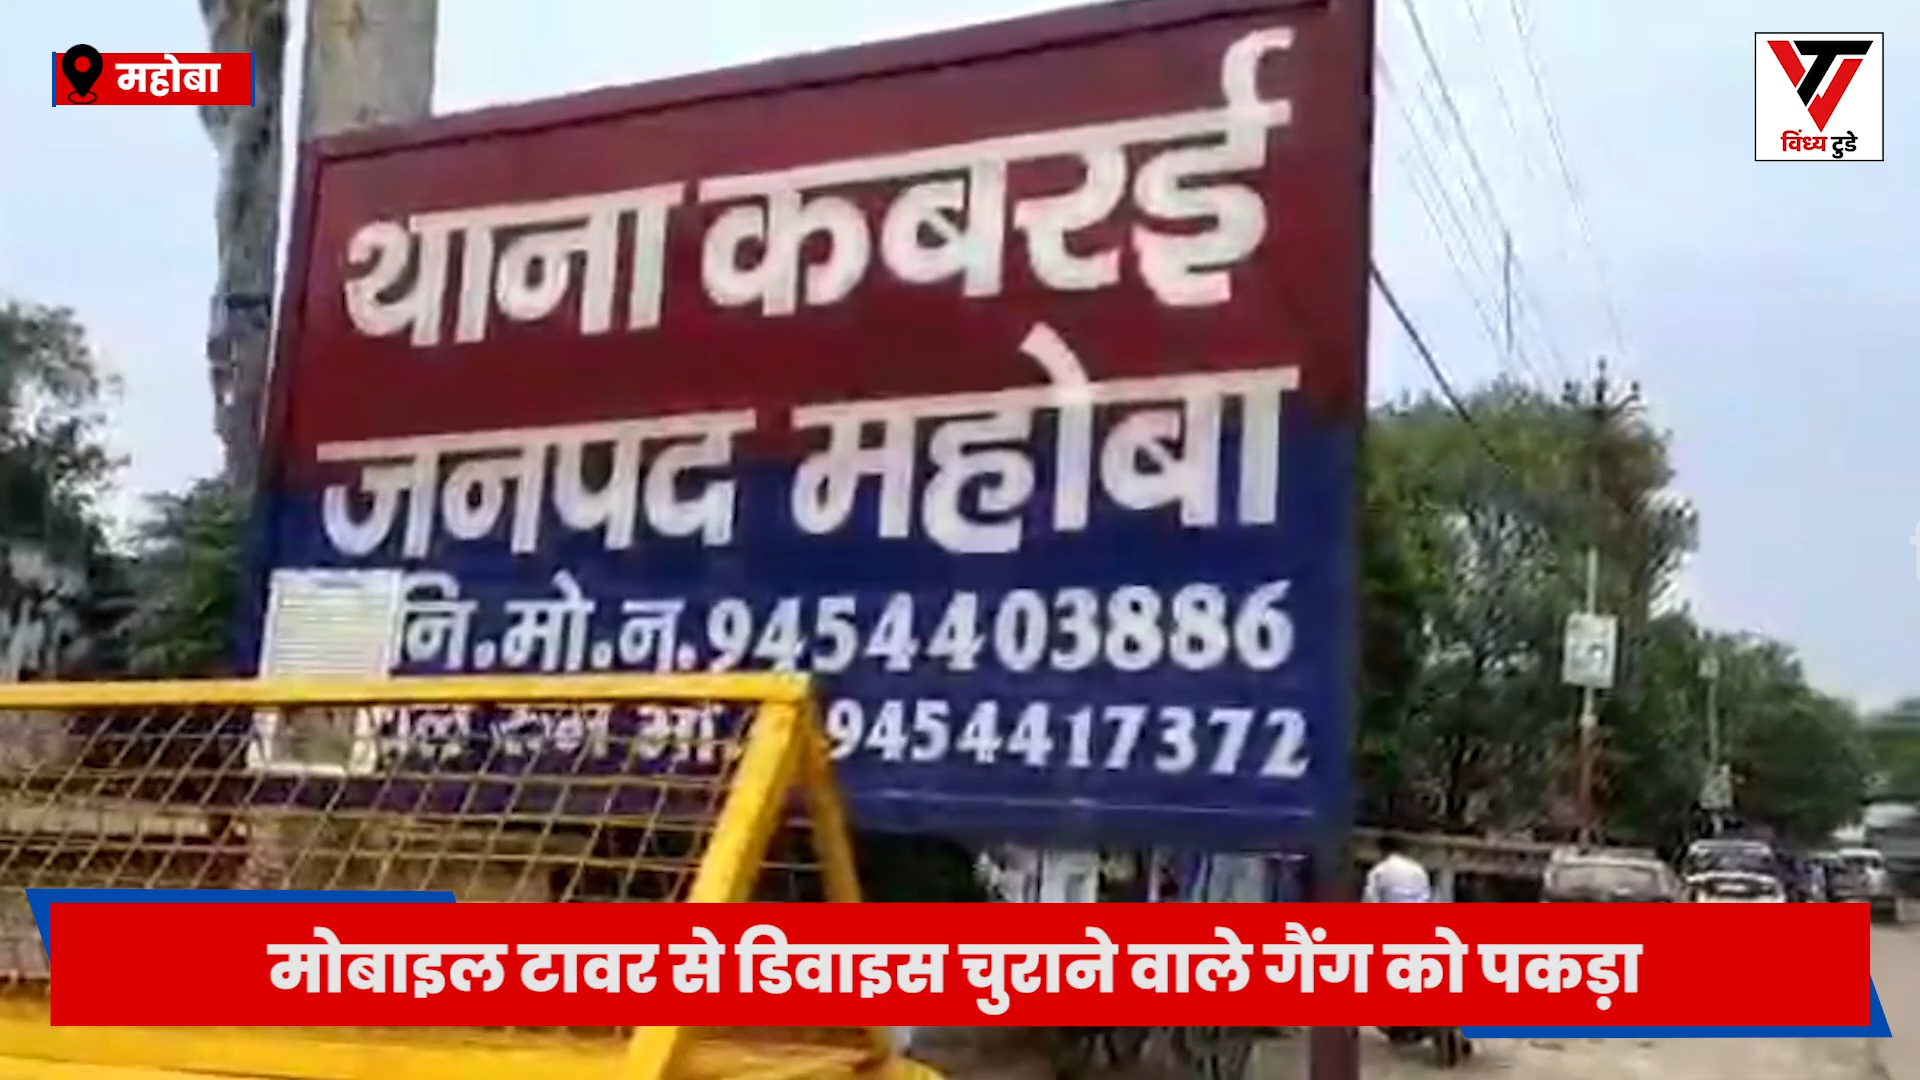 महोबा
विंध्य टुडे
थाना कबरई
जनपद महोबा
नि.मो.न.9454403886
9454417372
मोबाइल टावर से डिवाइस चुराने वाले गैंग को पकड़ा